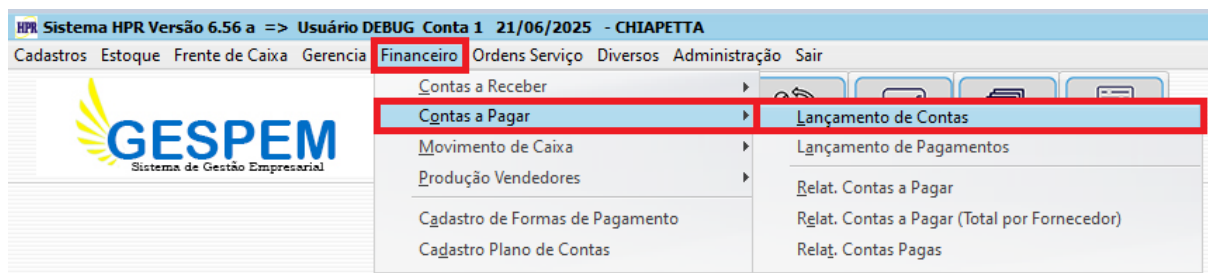 HPR Sistema HPR Versão 6.56 a => Usuário DEBUG Conta 1 21/06/2025 - CHIAPETTA
Cadastros Estoque Frente de Caixa Gerencia Financeiro Ordens Serviço Diversos Administração Sair
GESPEM
Sistema de Gestão Empresarial
Contas a Receber
Contas a Pagar
Movimento de Caixa
Produção Vendedores
Cadastro de Formas de Pagamento
Cadastro Plano de Contas
Lançamento de Contas
Lançamento de Pagamentos
Relat. Contas a Pagar
Relat. Contas a Pagar (Total por Fornecedor)
Relat. Contas Pagas